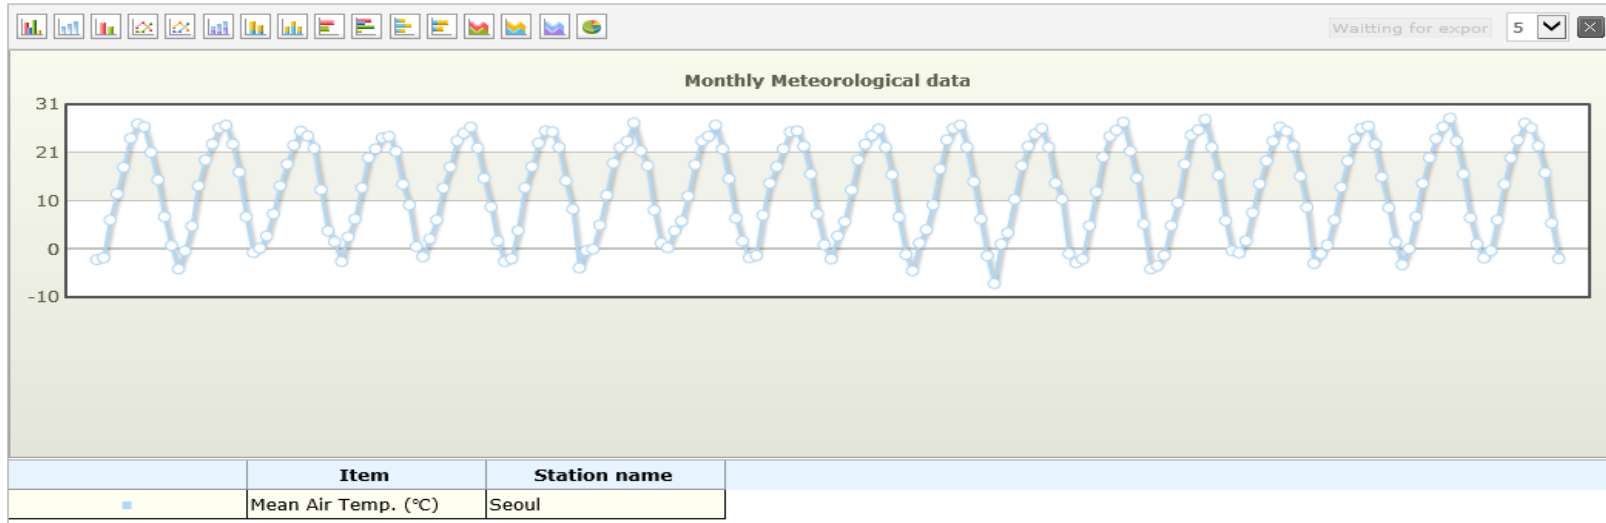 Waitting for expor 5
Monthly Meteorological data
31
21
10
0
-10
Item Station name
Mean Air Temp. (℃) Seoul